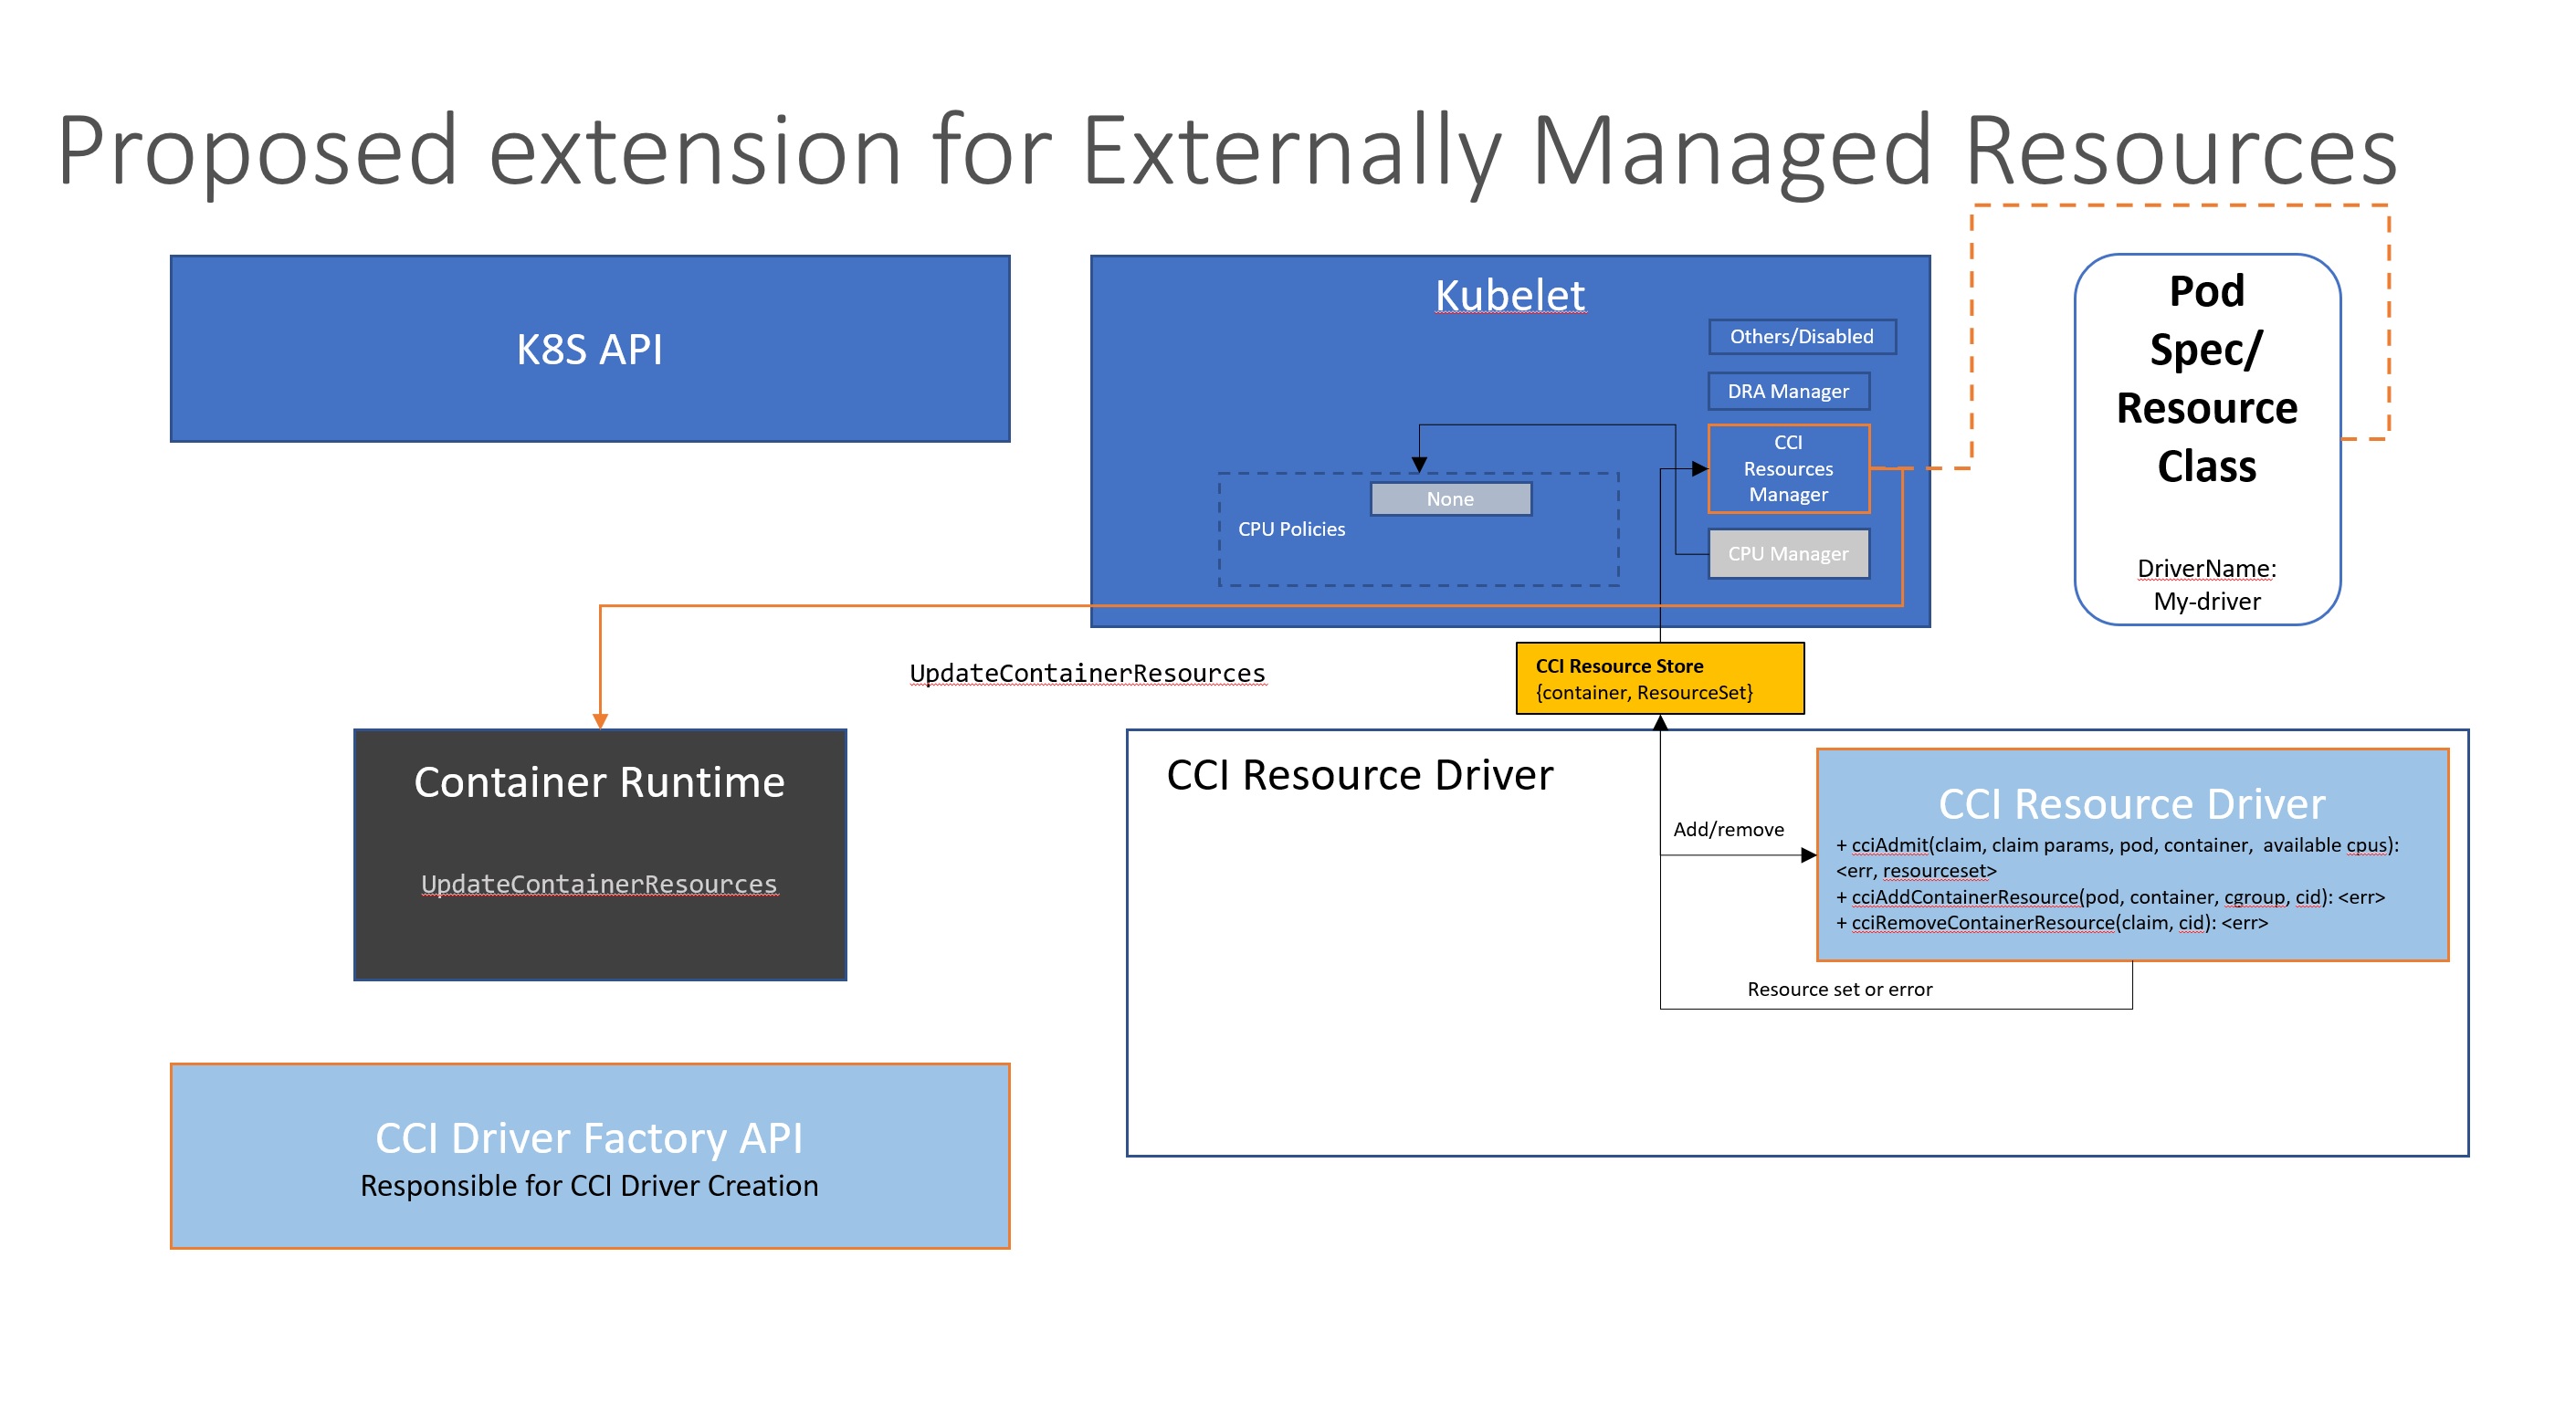 Proposed extension for Externally Managed Resources
K8S API
Kubelet
Others/Disabled
DRA Manager
CCI
Resources
Manager
None
CPU Policies
CPU Manager
Pod
Spec/
Resource
Class
DriverName:
My-driver
UpdateContainerResources
CCI Resource Store
{container, ResourceSet}
Container Runtime
UpdateContainerResources
CCI Resource Driver
Add/remove
CCI Resource Driver
+ cciAdmit(claim, claim params, pod, container,  available cpus):
<err, resourceset>
+ cciAddContainerResource(pod, container, cgroup, cid): <err>
+ cciRemoveContainerResource(claim, cid): <err>
Resource set or error
CCI Driver Factory API
Responsible for CCI Driver Creation